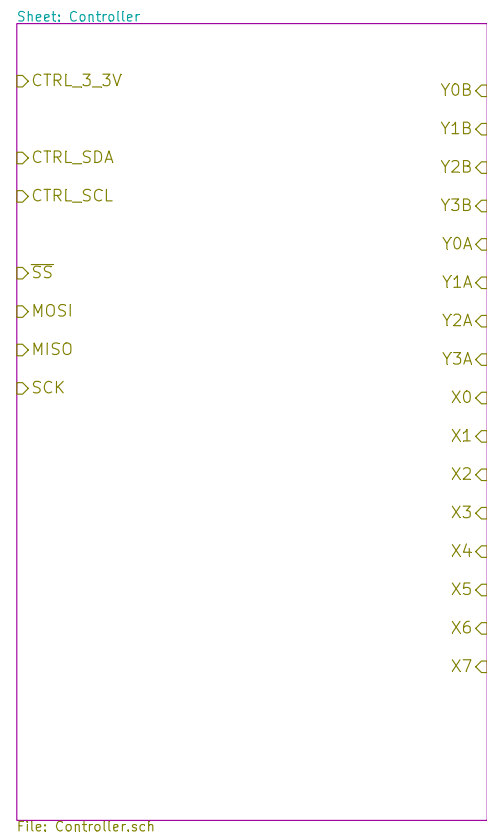 Sheet: Controller
CTRL_3_3V
Y0B
Y1B
CTRL_SDA
Y2B
CTRL_SCL
Y3B
Y0A
SS
Y1A
MOSI
Y2A
MISO
Y3A
SCK
X0
X1
X2
X3
X4
X5
X6
X7
File: Controller.sch